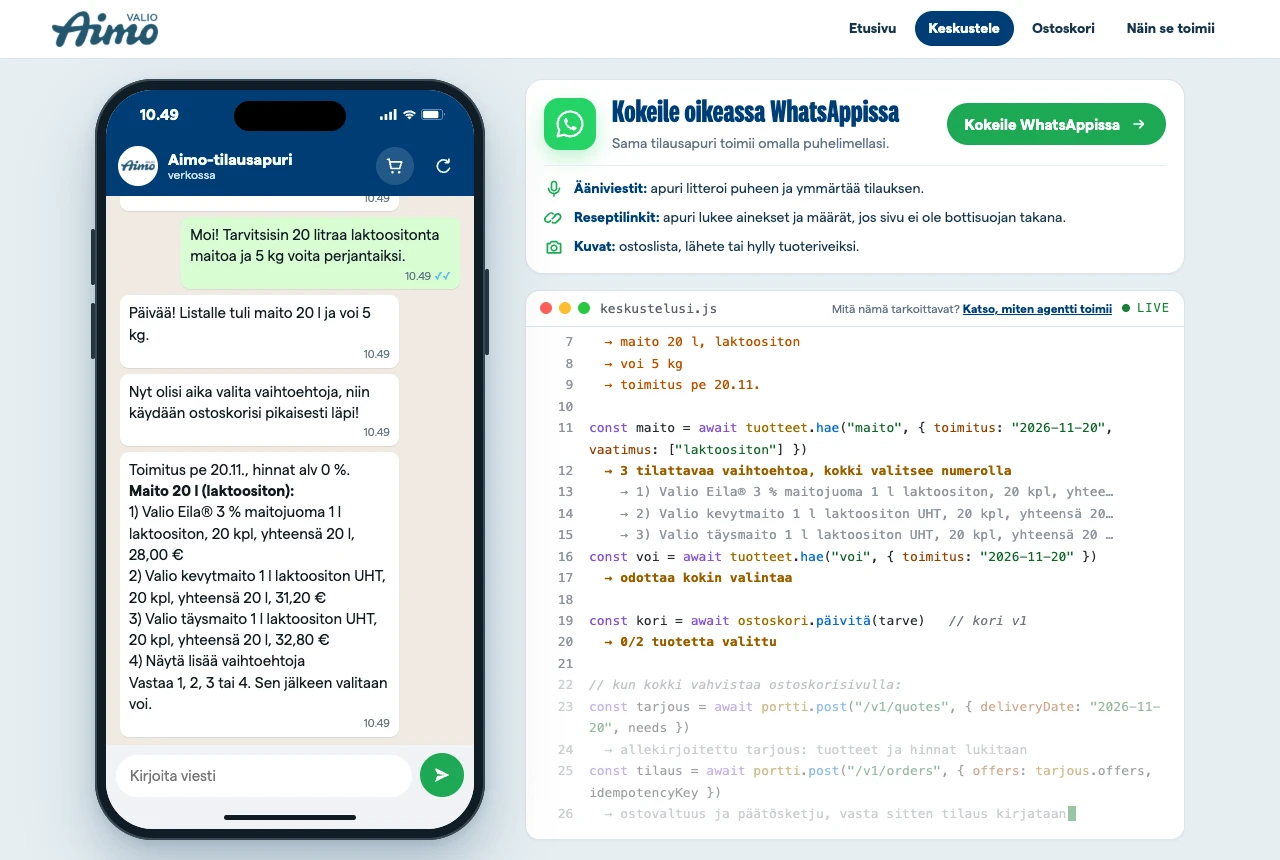 VALIO
Aimo
Etusivu
Keskustele
Ostoskori
Näin se toimii
10.49
Aimo
Aimo-tilausapuri
verkossa
10.49
Moi! Tarvitsisin 20 litraa laktoositonta
maitoa ja 5 kg voita perjantaiksi.
10.49
Päivää! Listalle tuli maito 20 l ja voi 5
kg.
10.49
Nyt olisi aika valita vaihtoehtoja, niin
käydään ostoskorisi pikaisesti läpi!
10.49
Toimitus pe 20.11., hinnat alv 0 %.
Maito 20 l (laktoositon):
1) Valio Eila® 3 % maitojuoma 1 l
laktoositon, 20 kpl, yhteensä 20 l,
28,00 €
2) Valio kevytmaito 1 l laktoositon UHT,
20 kpl, yhteensä 20 l, 31,20 €
3) Valio täysmaito 1 l laktoositon UHT,
20 kpl, yhteensä 20 l, 32,80 €
4) Näytä lisää vaihtoehtoja
Vastaa 1, 2, 3 tai 4. Sen jälkeen valitaan
voi.
10.49
Kirjoita viesti
Kokeile oikeassa WhatsAppissa
Sama tilausapuri toimii omalla puhelimellasi.
Kokeile WhatsAppissa →
Ääniviestit: apuri litteroi puheen ja ymmärtää tilauksen.
Reseptilinkit: apuri lukee ainekset ja määrät, jos sivu ei ole bottisuojan takana.
Kuvat: ostoslista, lähete tai hylly tuoteriveiksi.
keskustelusi.js
Mitä nämä tarkoittavat? Katso, miten agentti toimii
LIVE
7 → maito 20 l, laktoositon
8 → voi 5 kg
9 → toimitus pe 20.11.
10
11 const maito = await tuotteet.hae("maito", { toimitus: "2026-11-20",
vaatimus: ["laktoositon"] })
12 → 3 tilattavaa vaihtoehtoa, kokki valitsee numerolla
13 → 1) Valio Eila® 3 % maitojuoma 1 l laktoositon, 20 kpl, yhtee…
14 → 2) Valio kevytmaito 1 l laktoositon UHT, 20 kpl, yhteensä 20…
15 → 3) Valio täysmaito 1 l laktoositon UHT, 20 kpl, yhteensä 20 …
16 const voi = await tuotteet.hae("voi", { toimitus: "2026-11-20" })
17 → odottaa kokin valintaa
18
19 const kori = await ostoskori.päivitä(tarve) // kori v1
20 → 0/2 tuotetta valittu
21
22 // kun kokki vahvistaa ostoskorisivulla:
23 const tarjous = await portti.post("/v1/quotes", { deliveryDate: "2026-11-
20", needs })
24 → allekirjoitettu tarjous: tuotteet ja hinnat lukitaan
25 const tilaus = await portti.post("/v1/orders", { offers: tarjous.offers,
idempotencyKey })
26 → ostovaltuus ja päätösketju, vasta sitten tilaus kirjataan